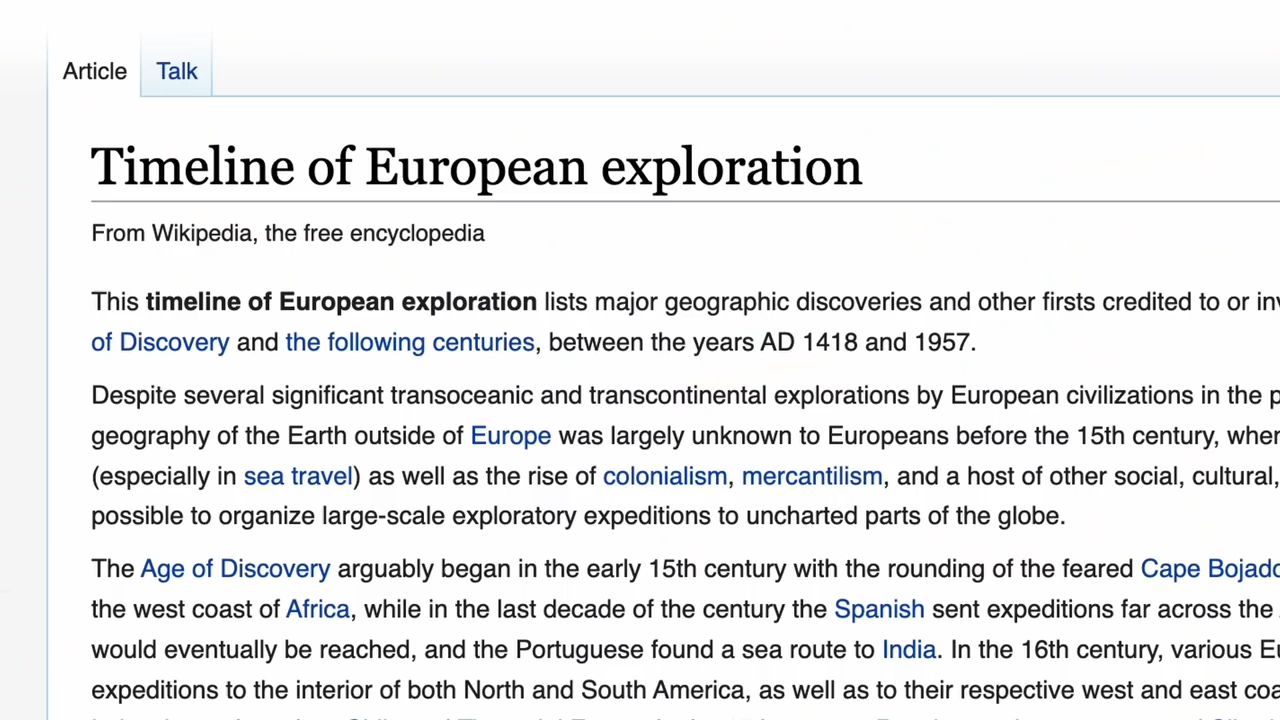 Article Talk
Timeline of European exploration
From Wikipedia, the free encyclopedia
This timeline of European exploration lists major geographic discoveries and other firsts credited to or
of Discovery and the following centuries, between the years AD 1418 and 1957.
Despite several significant transoceanic and transcontinental explorations by European civilizations in the
geography of the Earth outside of Europe was largely unknown to Europeans before the 15th century,
(especially in sea travel) as well as the rise of colonialism, mercantilism, and a host of other social, cultural,
possible to organize large-scale exploratory expeditions to uncharted parts of the globe.
The Age of Discovery arguably began in the early 15th century with the rounding of the feared Cape
the west coast of Africa, while in the last decade of the century the Spanish sent expeditions far across the
would eventually be reached, and the Portuguese found a sea route to India. In the 16th century, various
expeditions to the interior of both North and South America, as well as to their respective west and east